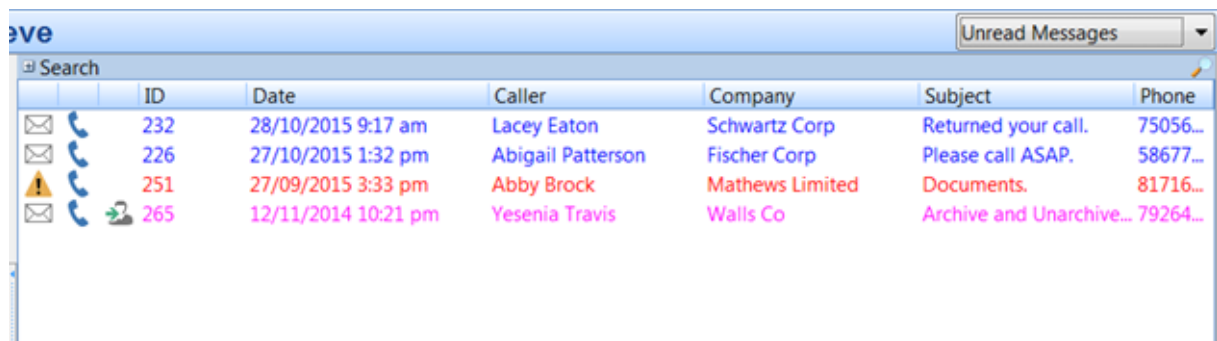 eve Unread Messages
Search
ID Date Caller Company Subject Phone
232 28/10/2015 9:17 am Lacey Eaton Schwartz Corp Returned your call. 75056...
226 27/10/2015 1:32 pm Abigail Patterson Fischer Corp Please call ASAP. 58677...
251 27/09/2015 3:33 pm Abby Brock Mathews Limited Documents. 81716...
265 12/11/2014 10:21 pm Yesenia Travis Walls Co Archive and Unarchive... 79264...